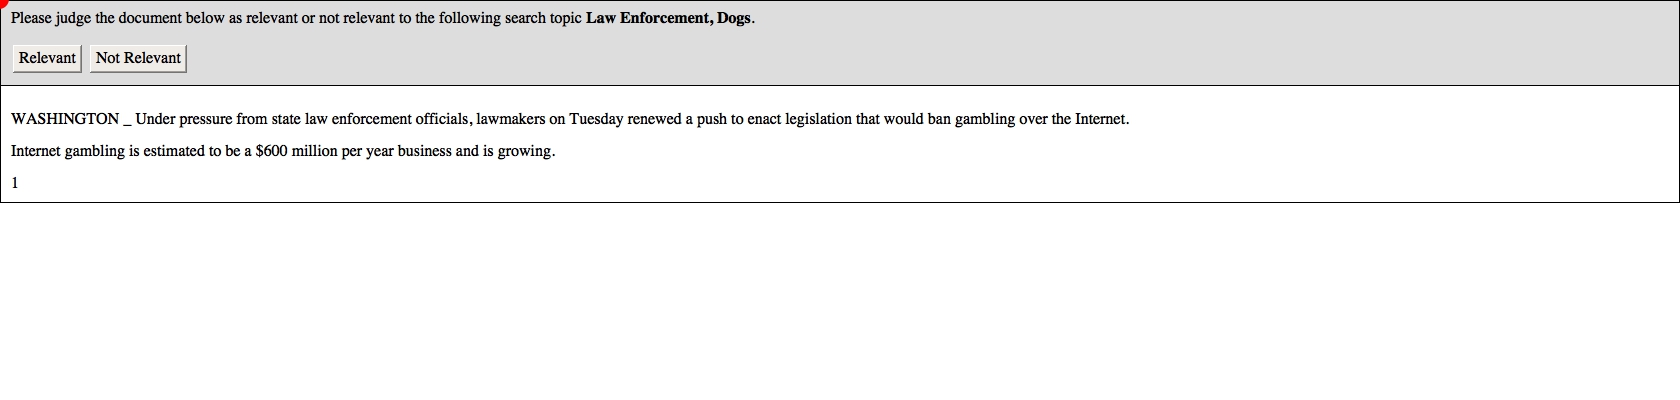 Please judge the document below as relevant or not relevant to the following search topic Law Enforcement, Dogs.
Relevant Not Relevant
WASHINGTON _ Under pressure from state law enforcement officials, lawmakers on Tuesday renewed a push to enact legislation that would ban gambling over the Internet.
Internet gambling is estimated to be a $600 million per year business and is growing.
1